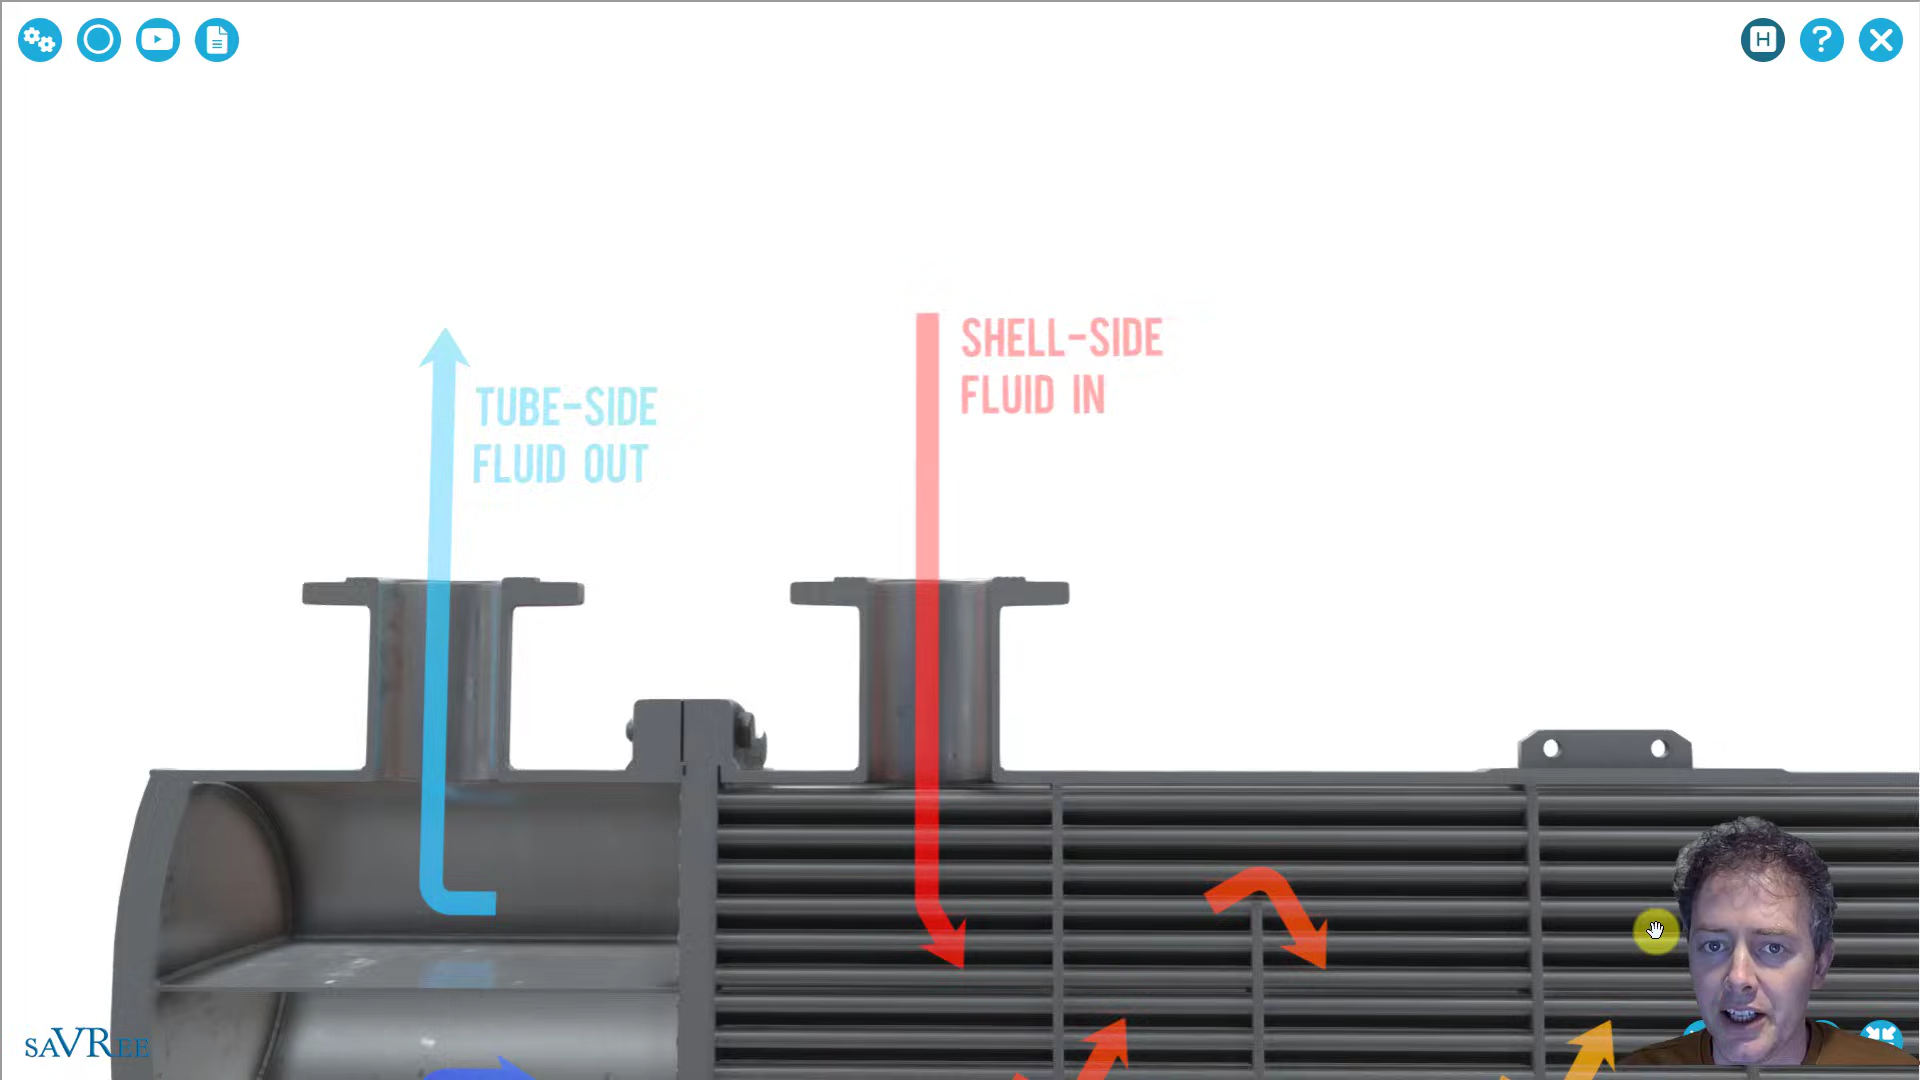 H
?
SHELL-SIDE
FLUID IN
TUBE-SIDE
FLUID OUT
saVRee